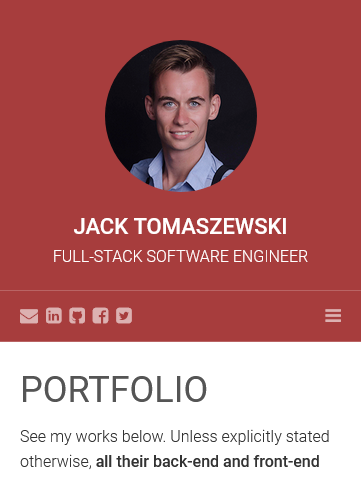 JACK TOMASZEWSKI
FULL-STACK SOFTWARE ENGINEER
PORTFOLIO
See my works below. Unless explicitly stated
otherwise, all their back-end and front-end